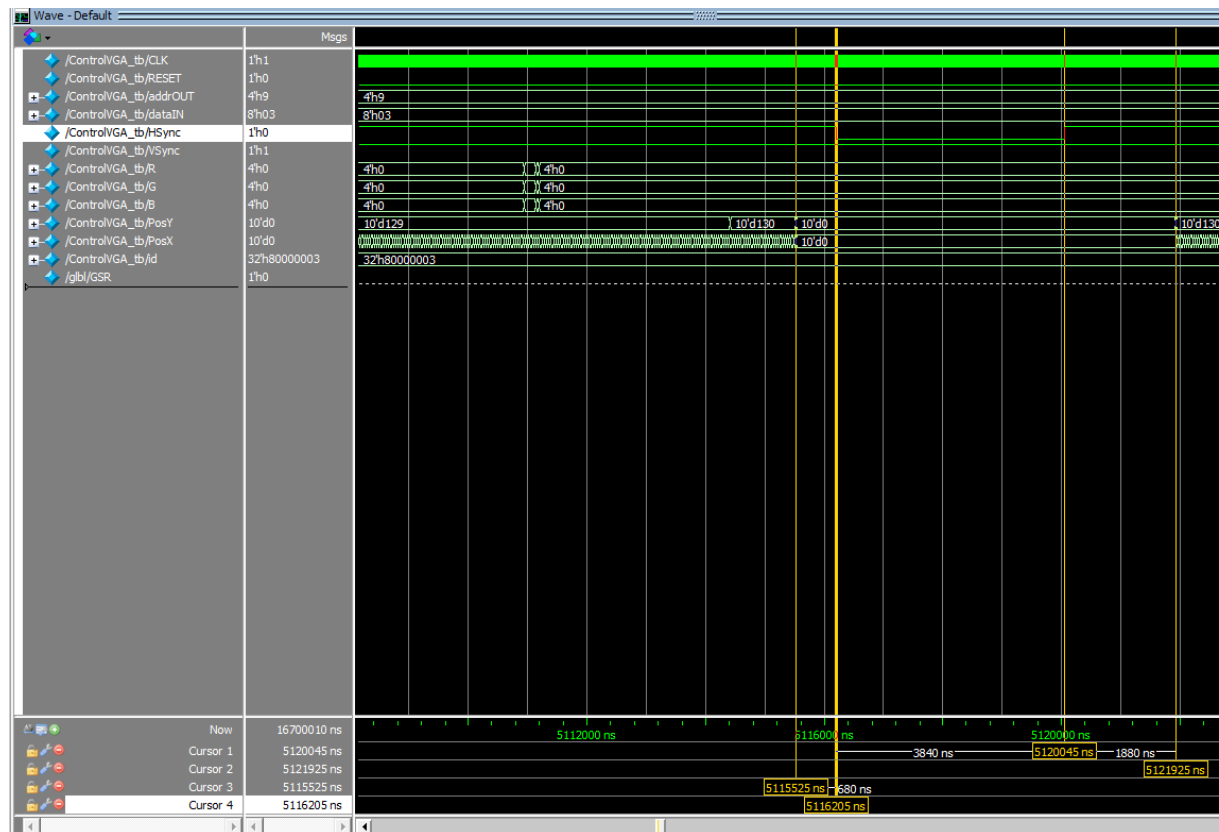 Wave - Default
Msgs
/ControlVGA_tb/CLK 1'h1
/ControlVGA_tb/RESET 1'h0
/ControlVGA_tb/addrOUT 4'h9 4'h9
/ControlVGA_tb/dataIN 8'h03 8'h03
/ControlVGA_tb/HSync 1'h0
/ControlVGA_tb/VSync 1'h1
/ControlVGA_tb/R 4'h0 4'h0 4'h0
/ControlVGA_tb/G 4'h0 4'h0 4'h0
/ControlVGA_tb/B 4'h0 4'h0 4'h0
/ControlVGA_tb/PosY 10'd0 10'd129 10'd130 10'd0 10'd130
/ControlVGA_tb/PosX 10'd0 10'd0
/ControlVGA_tb/id 32'h80000003 32'h80000003
/glbl/GSR 1'h0
Now 16700010 ns 5112000 ns 5116000 ns 5120000 ns
Cursor 1 5120045 ns 3840 ns 5120045 ns 1880 ns
Cursor 2 5121925 ns 5121925 ns
Cursor 3 5115525 ns 5115525 ns 680 ns
Cursor 4 5116205 ns 5116205 ns